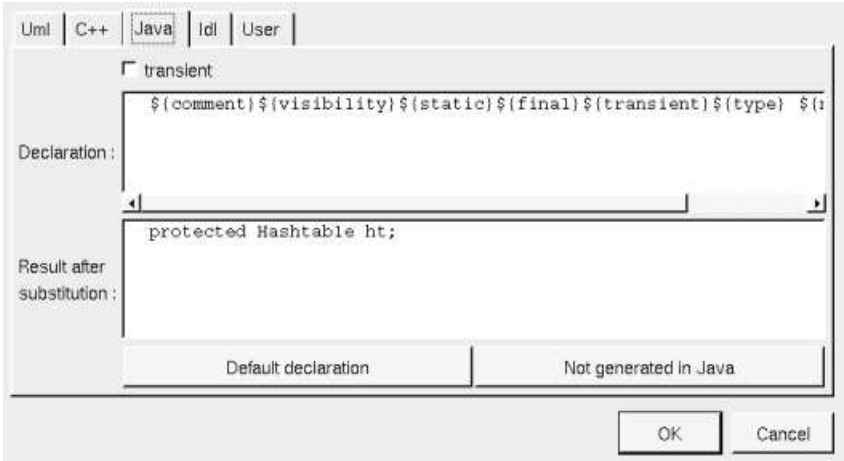 Uml C++ Java Idl User
transient
Declaration :
${comment}${visibility}${static}${final}${transient}${type} ${
protected Hashtable ht;
Result after
substitution :
Default declaration Not generated in Java
OK Cancel